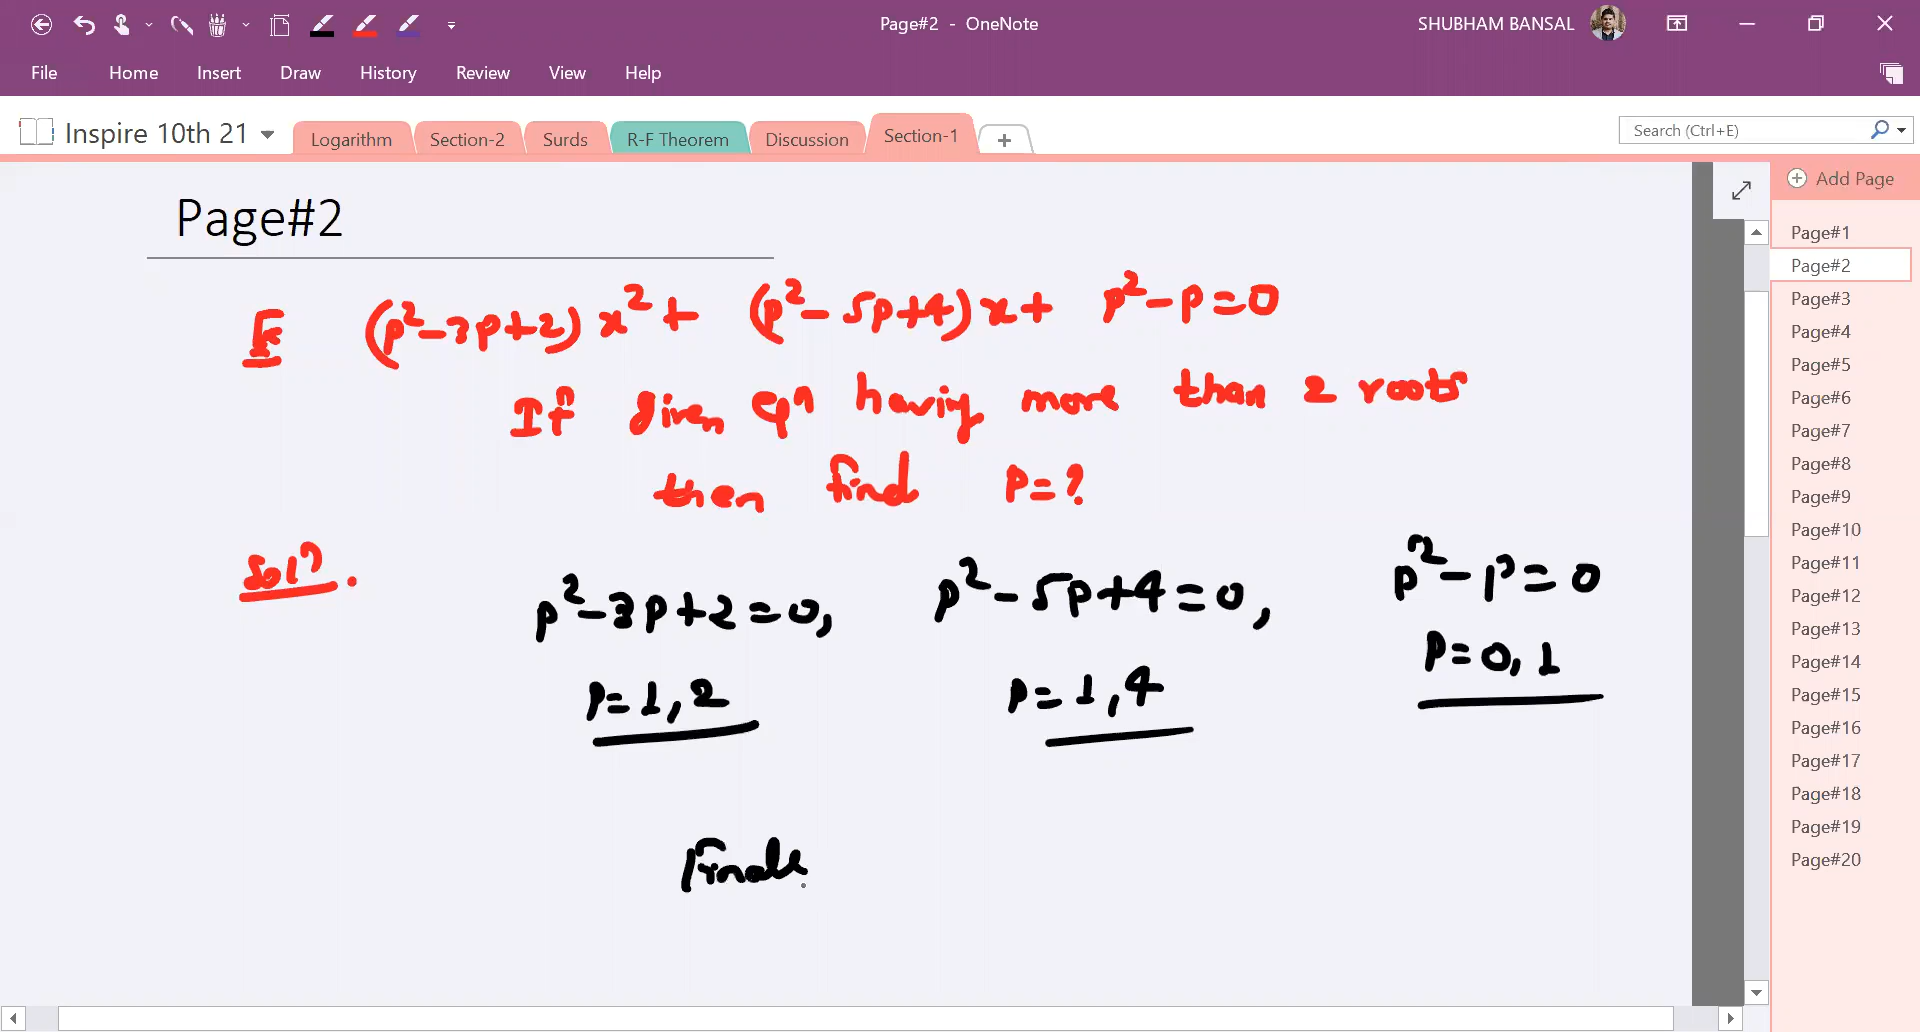 Page#2 - OneNote
SHUBHAM BANSAL
File Home Insert Draw History Review View Help
Inspire 10th 21
Logarithm Section-2 Surds R-F Theorem Discussion Section-1
Search (Ctrl+E)
Add Page
Page#2
E (p²-3p+2)x²+ (p²-5p+4)x+ p²-p=0
If given eqⁿ having more than 2 roots
then find P=?
Solⁿ.
p²-3p+2=0, p²-5p+4=0, p²-p=0
P=1,2 P=1,4 P=0,1
Page#1
Page#2
Page#3
Page#4
Page#5
Page#6
Page#7
Page#8
Page#9
Page#10
Page#11
Page#12
Page#13
Page#14
Page#15
Page#16
Page#17
Page#18
Page#19
Page#20